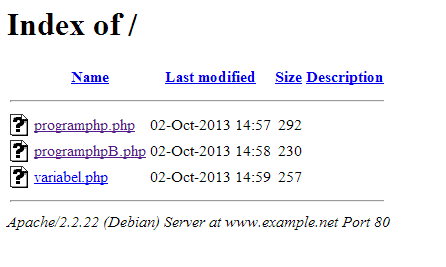 Index of /
Name Last modified Size Description
programphp.php 02-Oct-2013 14:57 292
programphpB.php 02-Oct-2013 14:58 230
variabel.php 02-Oct-2013 14:59 257
Apache/2.2.22 (Debian) Server at www.example.net Port 80